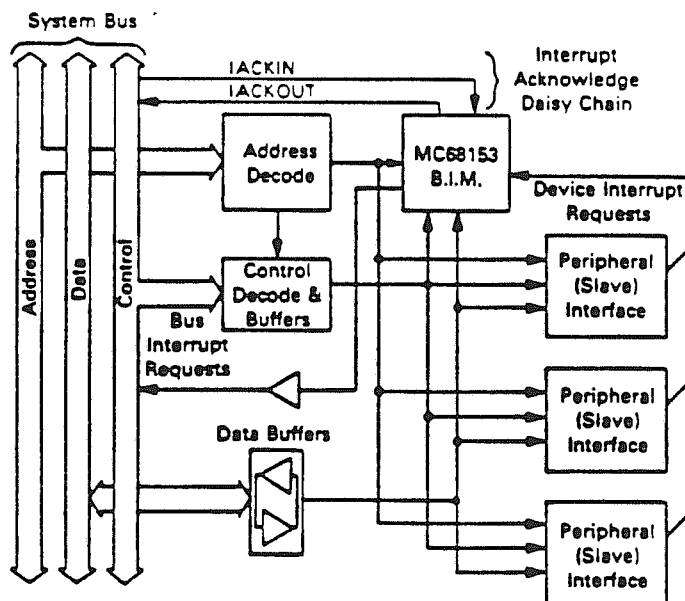 System Bus
IACKIN
IACKOUT
Interrupt
Acknowledge
Daisy Chain
Address
Decode
MC68153
B.I.M.
Device Interrupt
Requests
Address
Data
Control
Control
Decode &
Buffers
Bus
Interrupt
Requests
Peripheral
(Slave)
Interface
Data Buffers
Peripheral
(Slave)
Interface
Peripheral
(Slave)
Interface